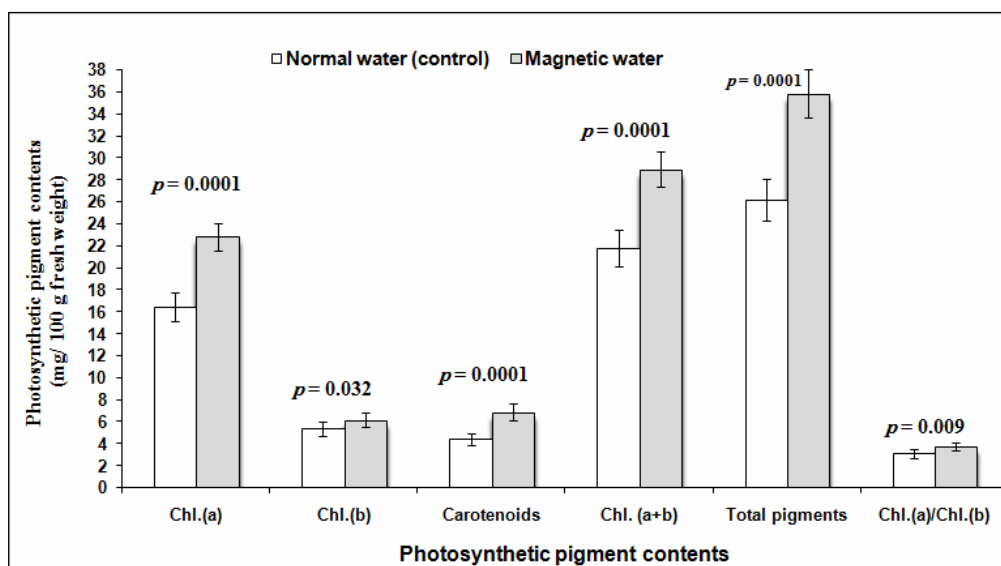 Normal water (control) Magnetic water
Photosynthetic pigment contents
(mg/ 100 g fresh weight)
38
36
34
32
30
28
26
24
22
20
18
16
14
12
10
8
6
4
2
0
p = 0.0001
p = 0.032
p = 0.0001
p = 0.0001
p = 0.0001
p = 0.009
Chl.(a) Chl.(b) Carotenoids Chl. (a+b) Total pigments Chl.(a)/Chl.(b)
Photosynthetic pigment contents